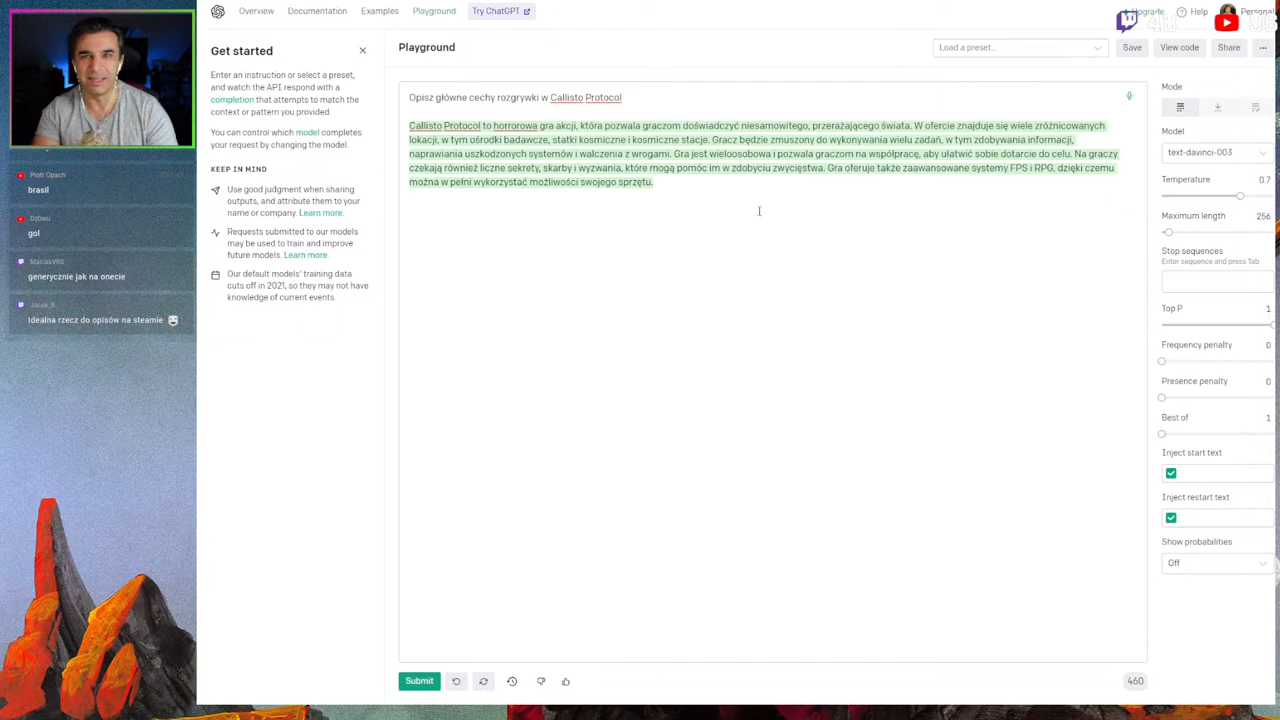 Overview
Documentation
Examples
Playground
Try ChatGPT
Upgrade
Help
Personal
Get started
Enter an instruction or select a preset,
and watch the API respond with a
completion that attempts to match the
context or pattern you provided.
You can control which model completes
your request by changing the model.
KEEP IN MIND
Use good judgment when sharing
outputs, and attribute them to your
name or company. Learn more.
Requests submitted to our models
may be used to train and improve
future models. Learn more.
Our default models' training data
cuts off in 2021, so they may not have
knowledge of current events.
Piotr Opach
brasil
Dzbwu
gol
MaciasVRS
generycznie jak na onecie
Jacek_B
Idealna rzecz do opisów na steamie
Playground
Load a preset...
Save
View code
Share
Opisz główne cechy rozgrywki w Callisto Protocol
Callisto Protocol to horrorowa gra akcji, która pozwala graczom doświadczyć niesamowitego, przerażającego świata. W ofercie znajduje się wiele zróżnicowanych
lokacji, w tym ośrodki badawcze, statki kosmiczne i kosmiczne stacje. Gracz będzie zmuszony do wykonywania wielu zadań, w tym zdobywania informacji,
naprawiania uszkodzonych systemów i walczenia z wrogami. Gra jest wieloosobowa i pozwala graczom na współpracę, aby ułatwić sobie dotarcie do celu. Na graczy
czekają również liczne sekrety, skarby i wyzwania, które mogą pomóc im w zdobyciu zwycięstwa. Gra oferuje także zaawansowane systemy FPS i RPG, dzięki czemu
można w pełni wykorzystać możliwości swojego sprzętu.
Submit
460
Mode
Model
text-davinci-003
Temperature 0.7
Maximum length 256
Stop sequences
Enter sequence and press Tab
Top P 1
Frequency penalty 0
Presence penalty 0
Best of 1
Inject start text
Inject restart text
Show probabilities
Off